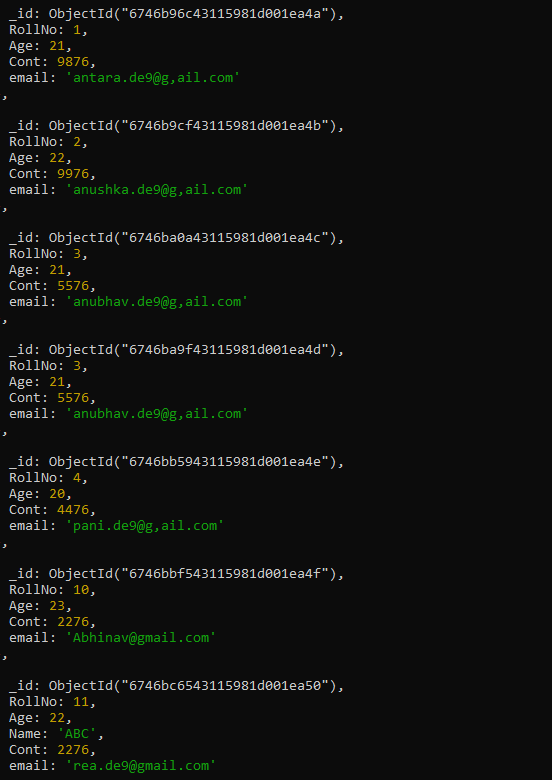 _id: ObjectId("6746b96c43115981d001ea4a"),
RollNo: 1,
Age: 21,
Cont: 9876,
email: 'antara.de9@g,ail.com'
,
_id: ObjectId("6746b9cf43115981d001ea4b"),
RollNo: 2,
Age: 22,
Cont: 9976,
email: 'anushka.de9@g,ail.com'
,
_id: ObjectId("6746ba0a43115981d001ea4c"),
RollNo: 3,
Age: 21,
Cont: 5576,
email: 'anubhav.de9@g,ail.com'
,
_id: ObjectId("6746ba9f43115981d001ea4d"),
RollNo: 3,
Age: 21,
Cont: 5576,
email: 'anubhav.de9@g,ail.com'
,
_id: ObjectId("6746bb5943115981d001ea4e"),
RollNo: 4,
Age: 20,
Cont: 4476,
email: 'pani.de9@g,ail.com'
,
_id: ObjectId("6746bbf543115981d001ea4f"),
RollNo: 10,
Age: 23,
Cont: 2276,
email: 'Abhinav@gmail.com'
,
_id: ObjectId("6746bc6543115981d001ea50"),
RollNo: 11,
Age: 22,
Name: 'ABC',
Cont: 2276,
email: 'rea.de9@gmail.com'